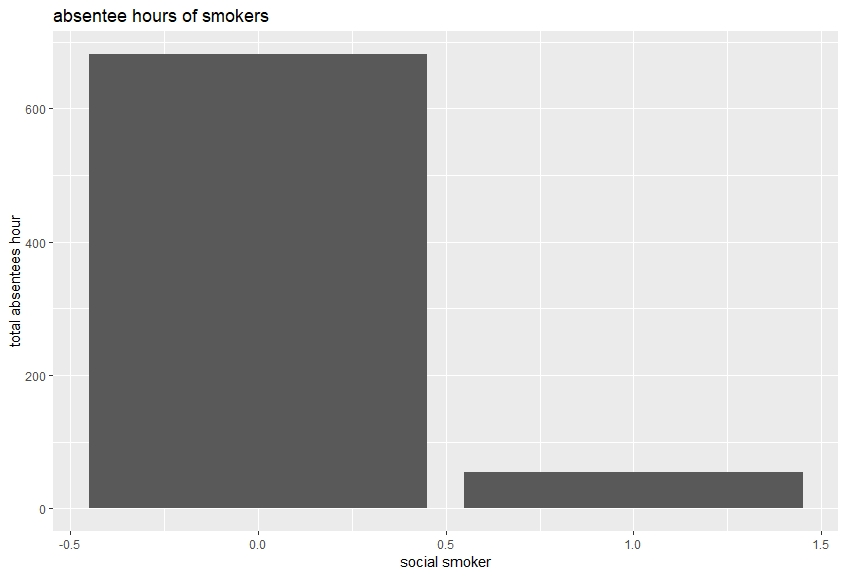 absentee hours of smokers
total absentees hour
600
400
200
0
-0.5 0.0 0.5 1.0 1.5
social smoker